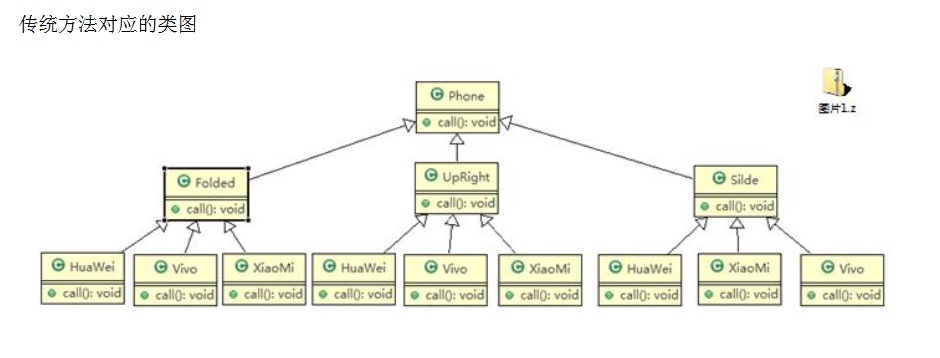 传统方法对应的类图
图片1.z
C Phone
call(): void
C Folded
call(): void
C UpRight
call(): void
C Silde
call(): void
C HuaWei
call(): void
C Vivo
call(): void
C XiaoMi
call(): void
C HuaWei
call(): void
C Vivo
call(): void
C XiaoMi
call(): void
C HuaWei
call(): void
C XiaoMi
call(): void
C Vivo
call(): void